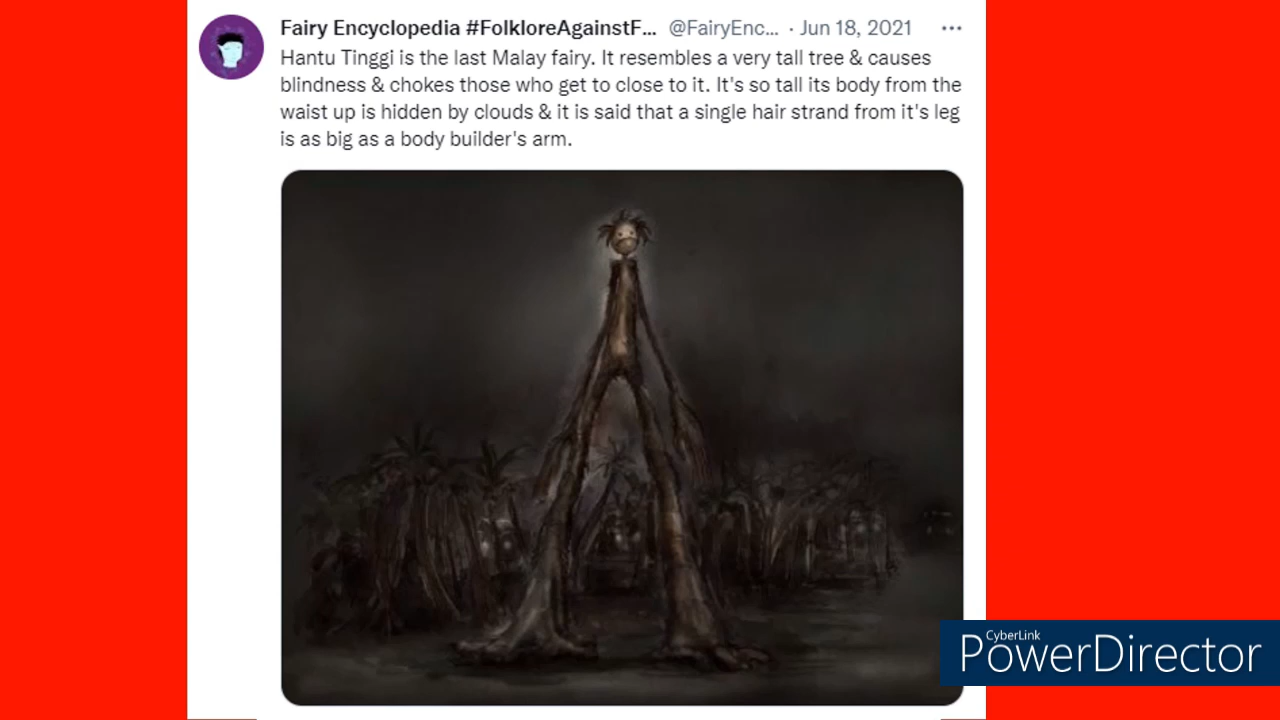 Fairy Encyclopedia #FolkloreAgainstF... @FairyEnc... · Jun 18, 2021 ···
Hantu Tinggi is the last Malay fairy. It resembles a very tall tree & causes
blindness & chokes those who get to close to it. It's so tall its body from the
waist up is hidden by clouds & it is said that a single hair strand from it's leg
is as big as a body builder's arm.
CyberLink
PowerDirector